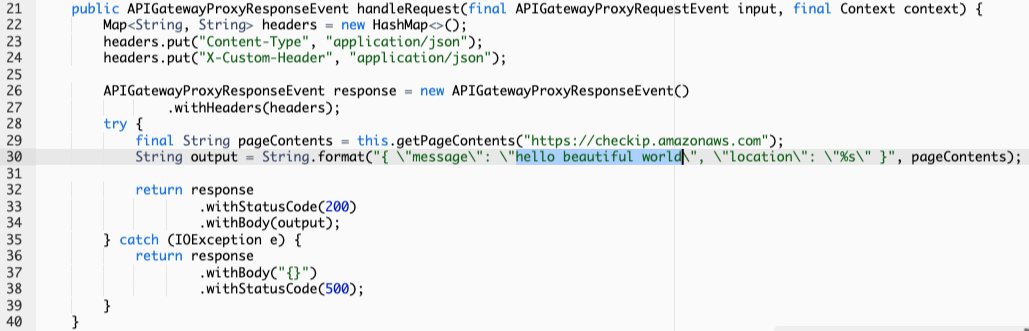 21 public APIGatewayProxyResponseEvent handleRequest(final APIGatewayProxyRequestEvent input, final Context context) {
22 Map<String, String> headers = new HashMap<>();
23 headers.put("Content-Type", "application/json");
24 headers.put("X-Custom-Header", "application/json");
25
26 APIGatewayProxyResponseEvent response = new APIGatewayProxyResponseEvent()
27 .withHeaders(headers);
28 try {
29 final String pageContents = this.getPageContents("https://checkip.amazonaws.com");
30 String output = String.format("{ \"message\": \"hello beautiful world\", \"location\": \"%s\" }", pageContents);
31
32 return response
33 .withStatusCode(200)
34 .withBody(output);
35 } catch (IOException e) {
36 return response
37 .withBody("{}")
38 .withStatusCode(500);
39 }
40 }